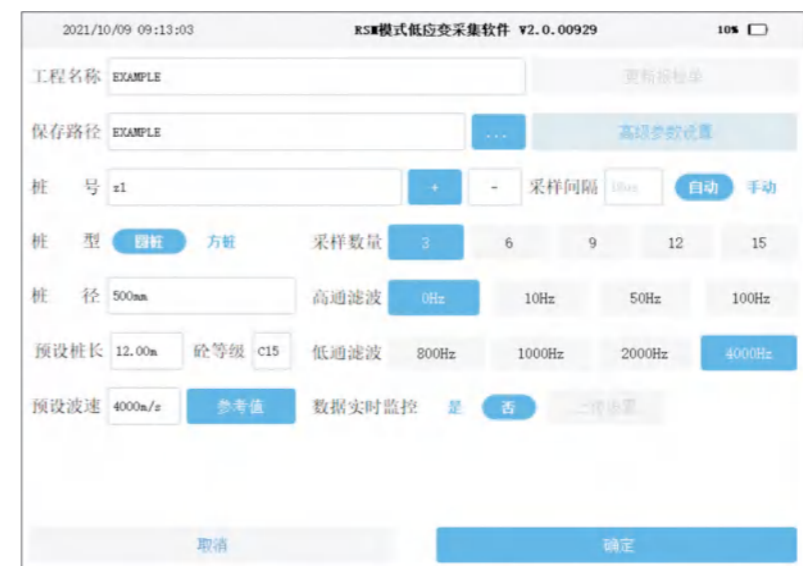 2021/10/09 09:13:03 RSM模式低应变采集软件 V2.0.00929 10%
工程名称 EXAMPLE
保存路径 EXAMPLE ... 高级参数设置
桩 号 z1 + - 采样间隔 自动 手动
桩 型 圆桩 方桩 采样数量 3 6 9 12 15
桩 径 500mm 高通滤波 0Hz 10Hz 50Hz 100Hz
预设桩长 12.00m 砼等级 C15 低通滤波 800Hz 1000Hz 2000Hz 4000Hz
预设波速 4000m/s 参考值 数据实时监控 是 否
取消 确定